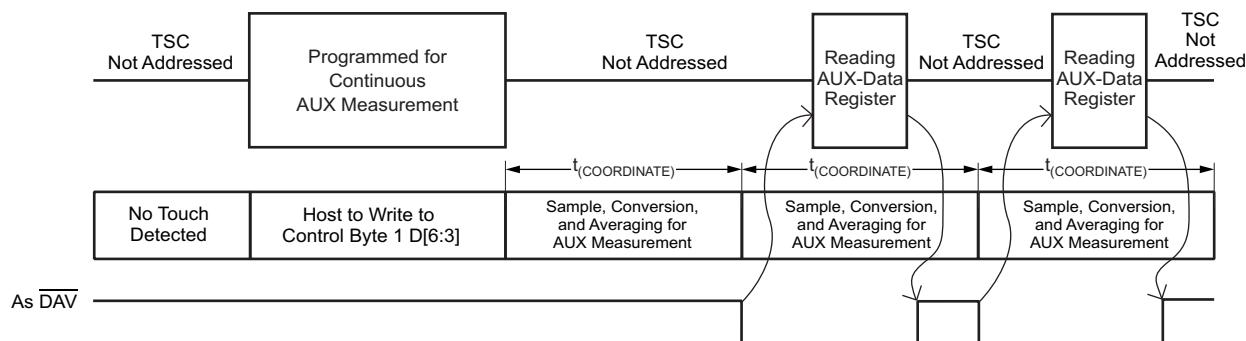 TSC
Not Addressed
Programmed for
Continuous
AUX Measurement
TSC
Not Addressed
Reading
AUX-Data
Register
TSC
Not Addressed
Reading
AUX-Data
Register
TSC
Not
Addressed
t(COORDINATE)
t(COORDINATE)
t(COORDINATE)
No Touch
Detected
Host to Write to
Control Byte 1 D[6:3]
Sample, Conversion,
and Averaging for
AUX Measurement
Sample, Conversion,
and Averaging for
AUX Measurement
Sample, Conversion,
and Averaging for
AUX Measurement
As D̅A̅V̅